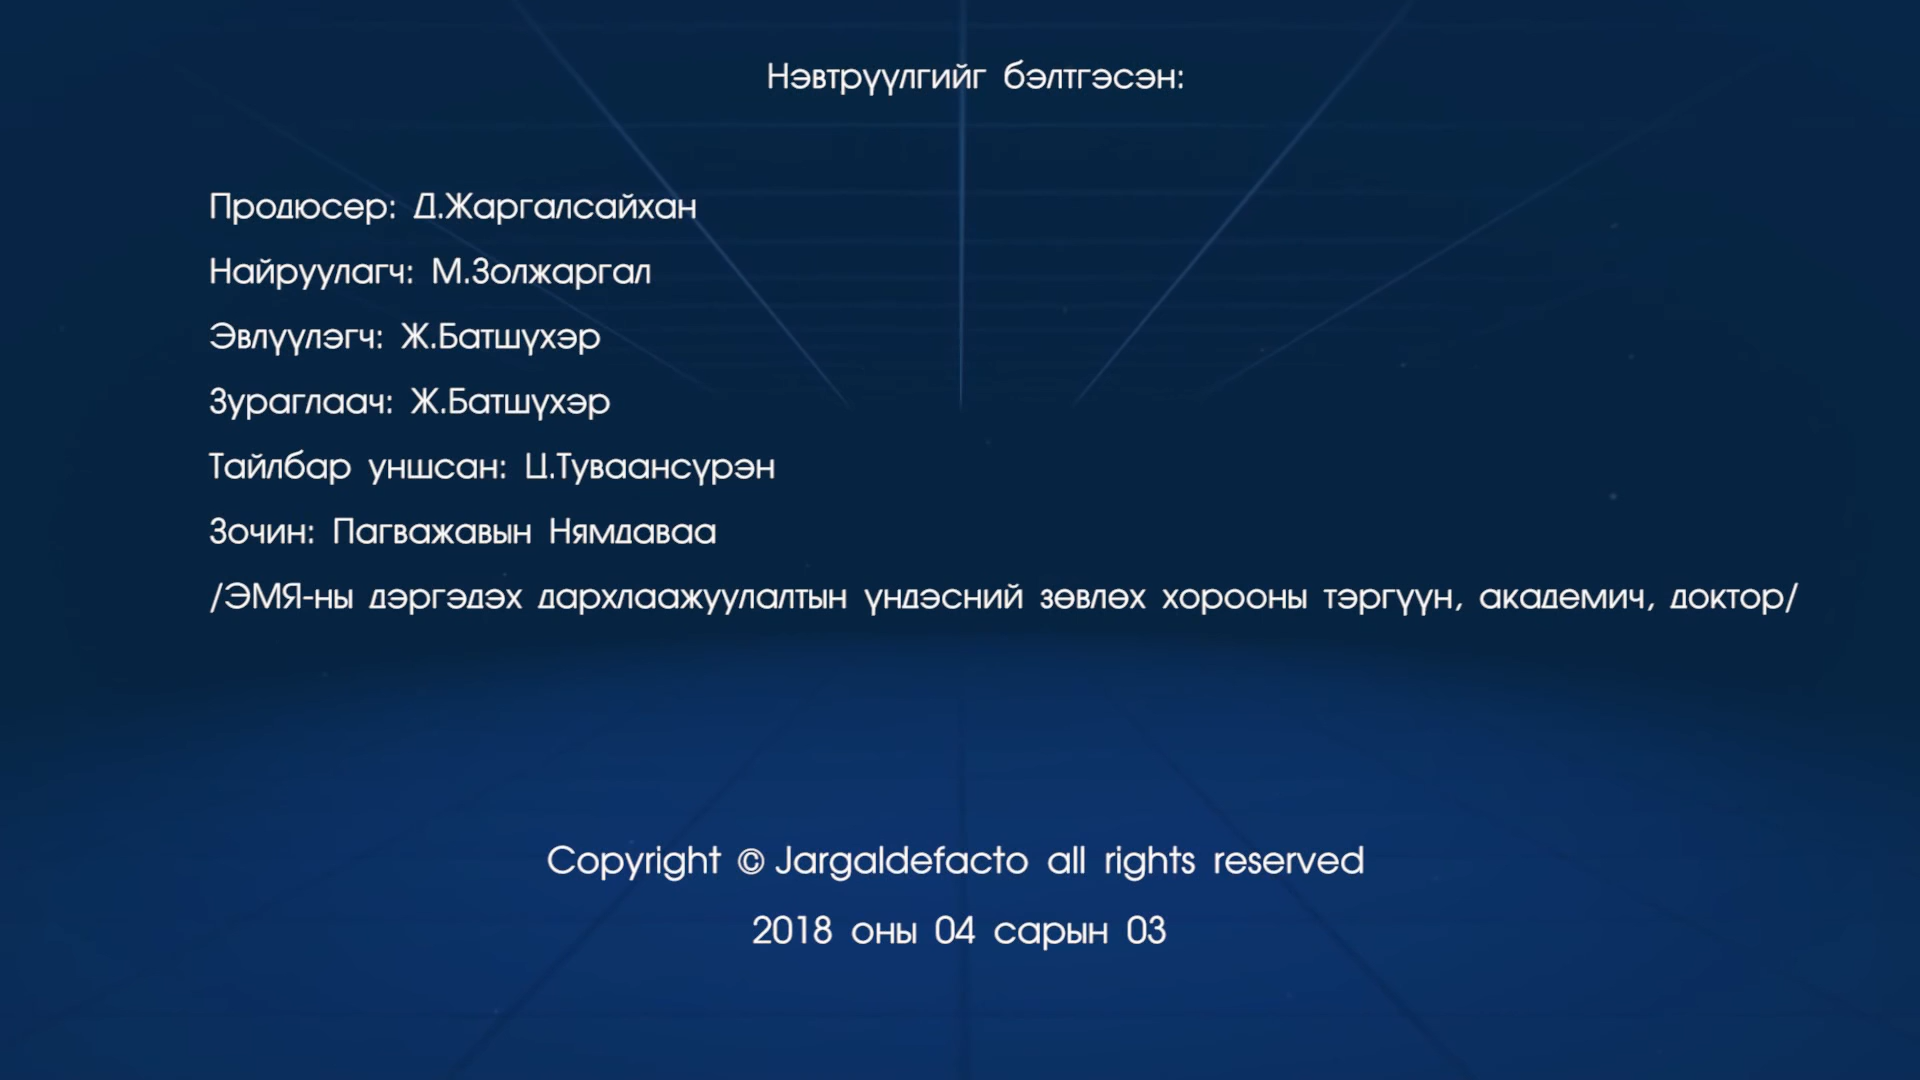 Нэвтрүүлгийг бэлтгэсэн:
Продюсер: Д.Жаргалсайхан
Найруулагч: М.Золжаргал
Эвлүүлэгч: Ж.Батшүхэр
Зураглаач: Ж.Батшүхэр
Тайлбар уншсан: Ц.Туваансүрэн
Зочин: Пагважавын Нямдаваа
/ЭМЯ-ны дэргэдэх дархлаажуулалтын үндэсний зөвлөх хорооны тэргүүн, академич, доктор/
Copyright © Jargaldefacto all rights reserved
2018 оны 04 сарын 03